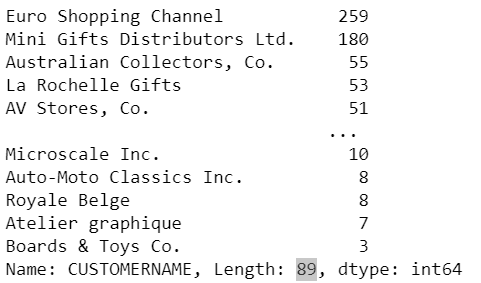 Euro Shopping Channel 259
Mini Gifts Distributors Ltd. 180
Australian Collectors, Co. 55
La Rochelle Gifts 53
AV Stores, Co. 51
...
Microscale Inc. 10
Auto-Moto Classics Inc. 8
Royale Belge 8
Atelier graphique 7
Boards & Toys Co. 3
Name: CUSTOMERNAME, Length: 89, dtype: int64